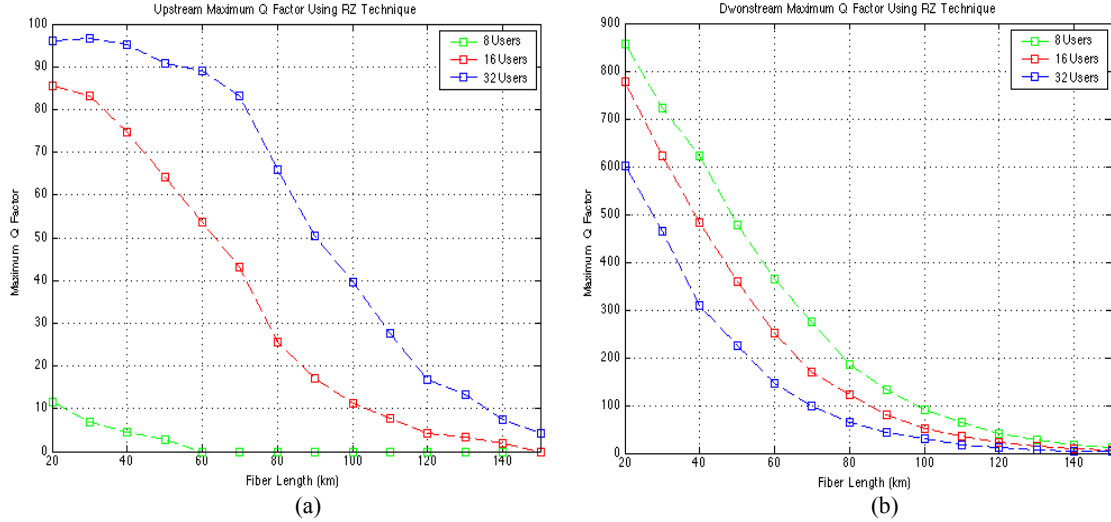 Upstream Maximum Q Factor Using RZ Technique
100
90
80
70
60
50
40
30
20
10
0
Maximum Q Factor
8 Users
16 Users
32 Users
20 40 60 80 100 120 140
Fiber Length (km)
(a)
Dwonstream Maximum Q Factor Using RZ Technique
900
800
700
600
500
400
300
200
100
0
Maximum Q Factor
8 Users
16 Users
32 Users
20 40 60 80 100 120 140
Fiber Length (km)
(b)